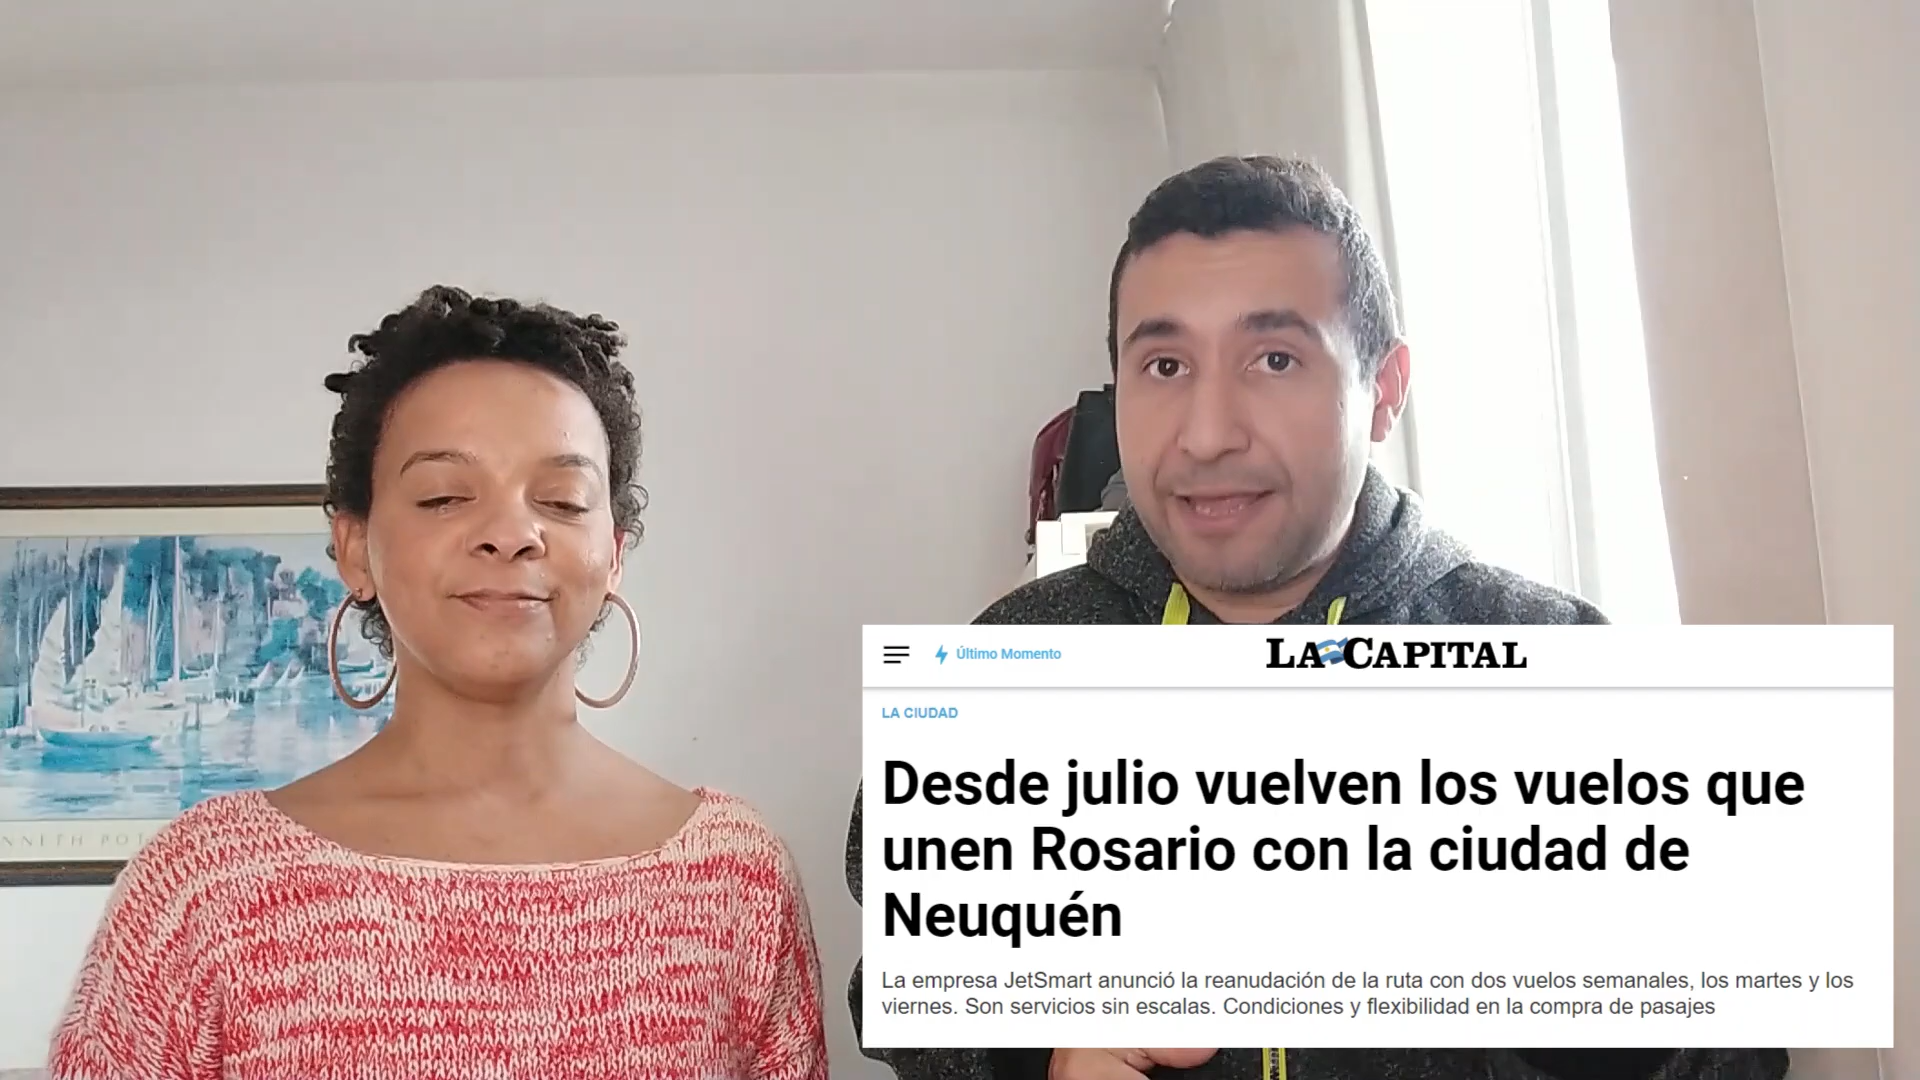 NNETH POT
Último Momento
LA CAPITAL
LA CIUDAD
Desde julio vuelven los vuelos que
unen Rosario con la ciudad de
Neuquén
La empresa JetSmart anunció la reanudación de la ruta con dos vuelos semanales, los martes y los
viernes. Son servicios sin escalas. Condiciones y flexibilidad en la compra de pasajes